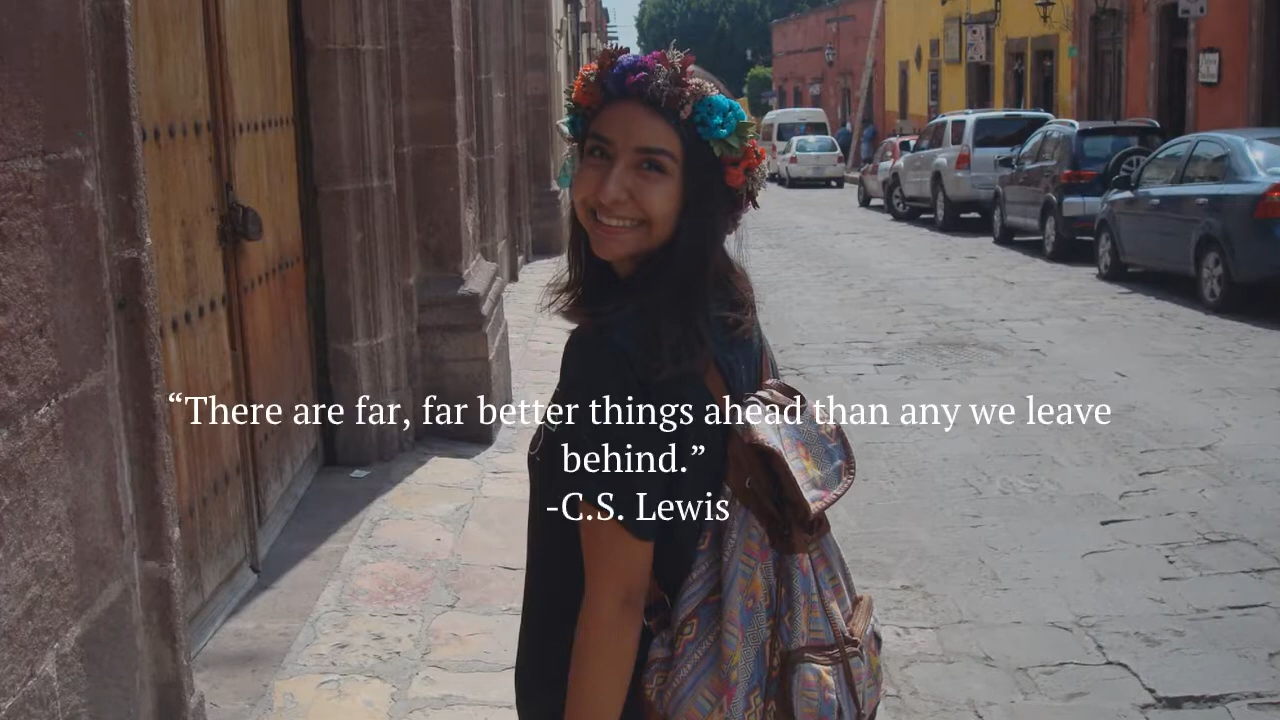 “There are far, far better things ahead than any we leave
behind.”
-C.S. Lewis